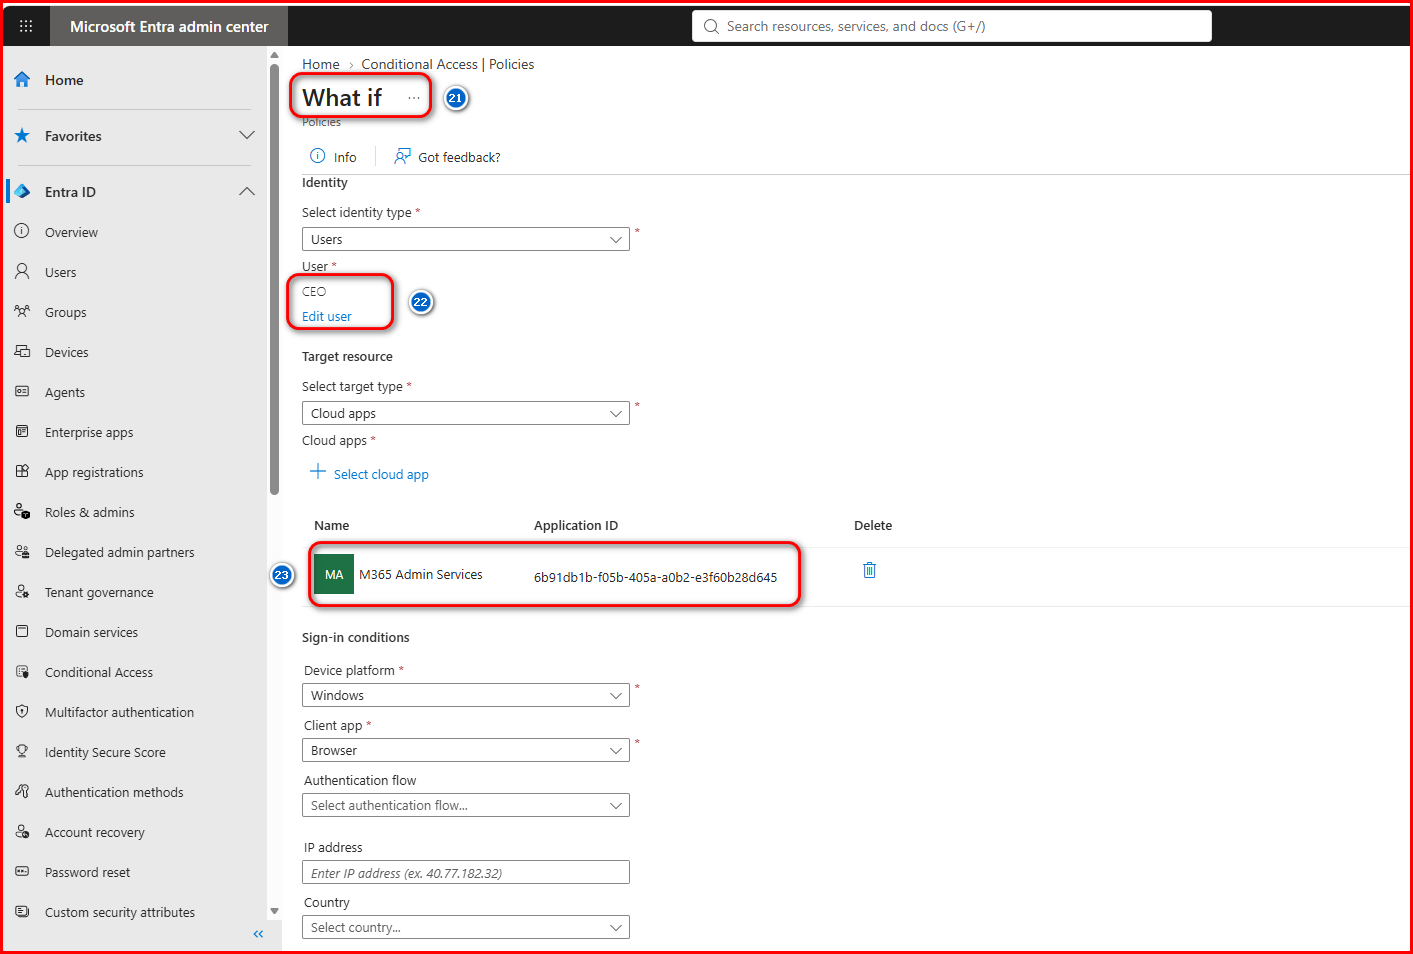 Microsoft Entra admin center
Search resources, services, and docs (G+/)
Home
Favorites
Entra ID
Overview
Users
Groups
Devices
Agents
Enterprise apps
App registrations
Roles & admins
Delegated admin partners
Tenant governance
Domain services
Conditional Access
Multifactor authentication
Identity Secure Score
Authentication methods
Account recovery
Password reset
Custom security attributes
«
Home > Conditional Access | Policies
What if ... 21
Policies
Info Got feedback?
Identity
Select identity type *
Users *
User *
CEO
Edit user
22
Target resource
Select target type *
Cloud apps *
Cloud apps *
+ Select cloud app
Name Application ID Delete
23 MA M365 Admin Services 6b91db1b-f05b-405a-a0b2-e3f60b28d645
Sign-in conditions
Device platform *
Windows *
Client app *
Browser *
Authentication flow
Select authentication flow...
IP address
Enter IP address (ex. 40.77.182.32)
Country
Select country...